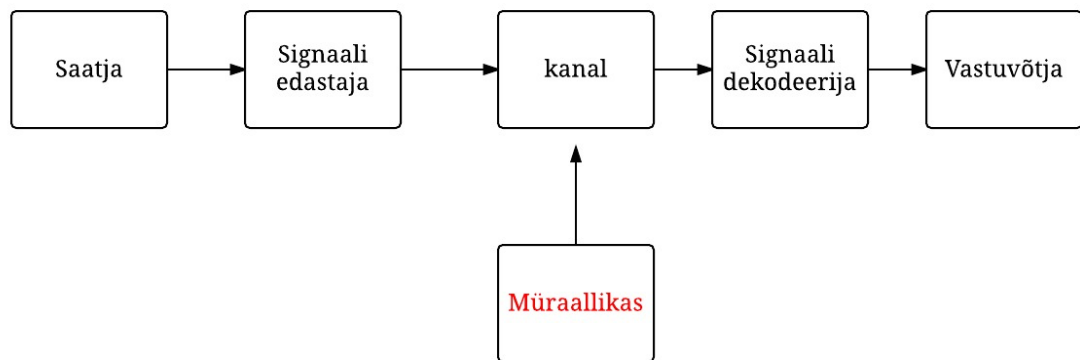 Saatja
Signaali
edastaja
kanal
Signaali
dekodeerija
Vastuvõtja
Müraallikas